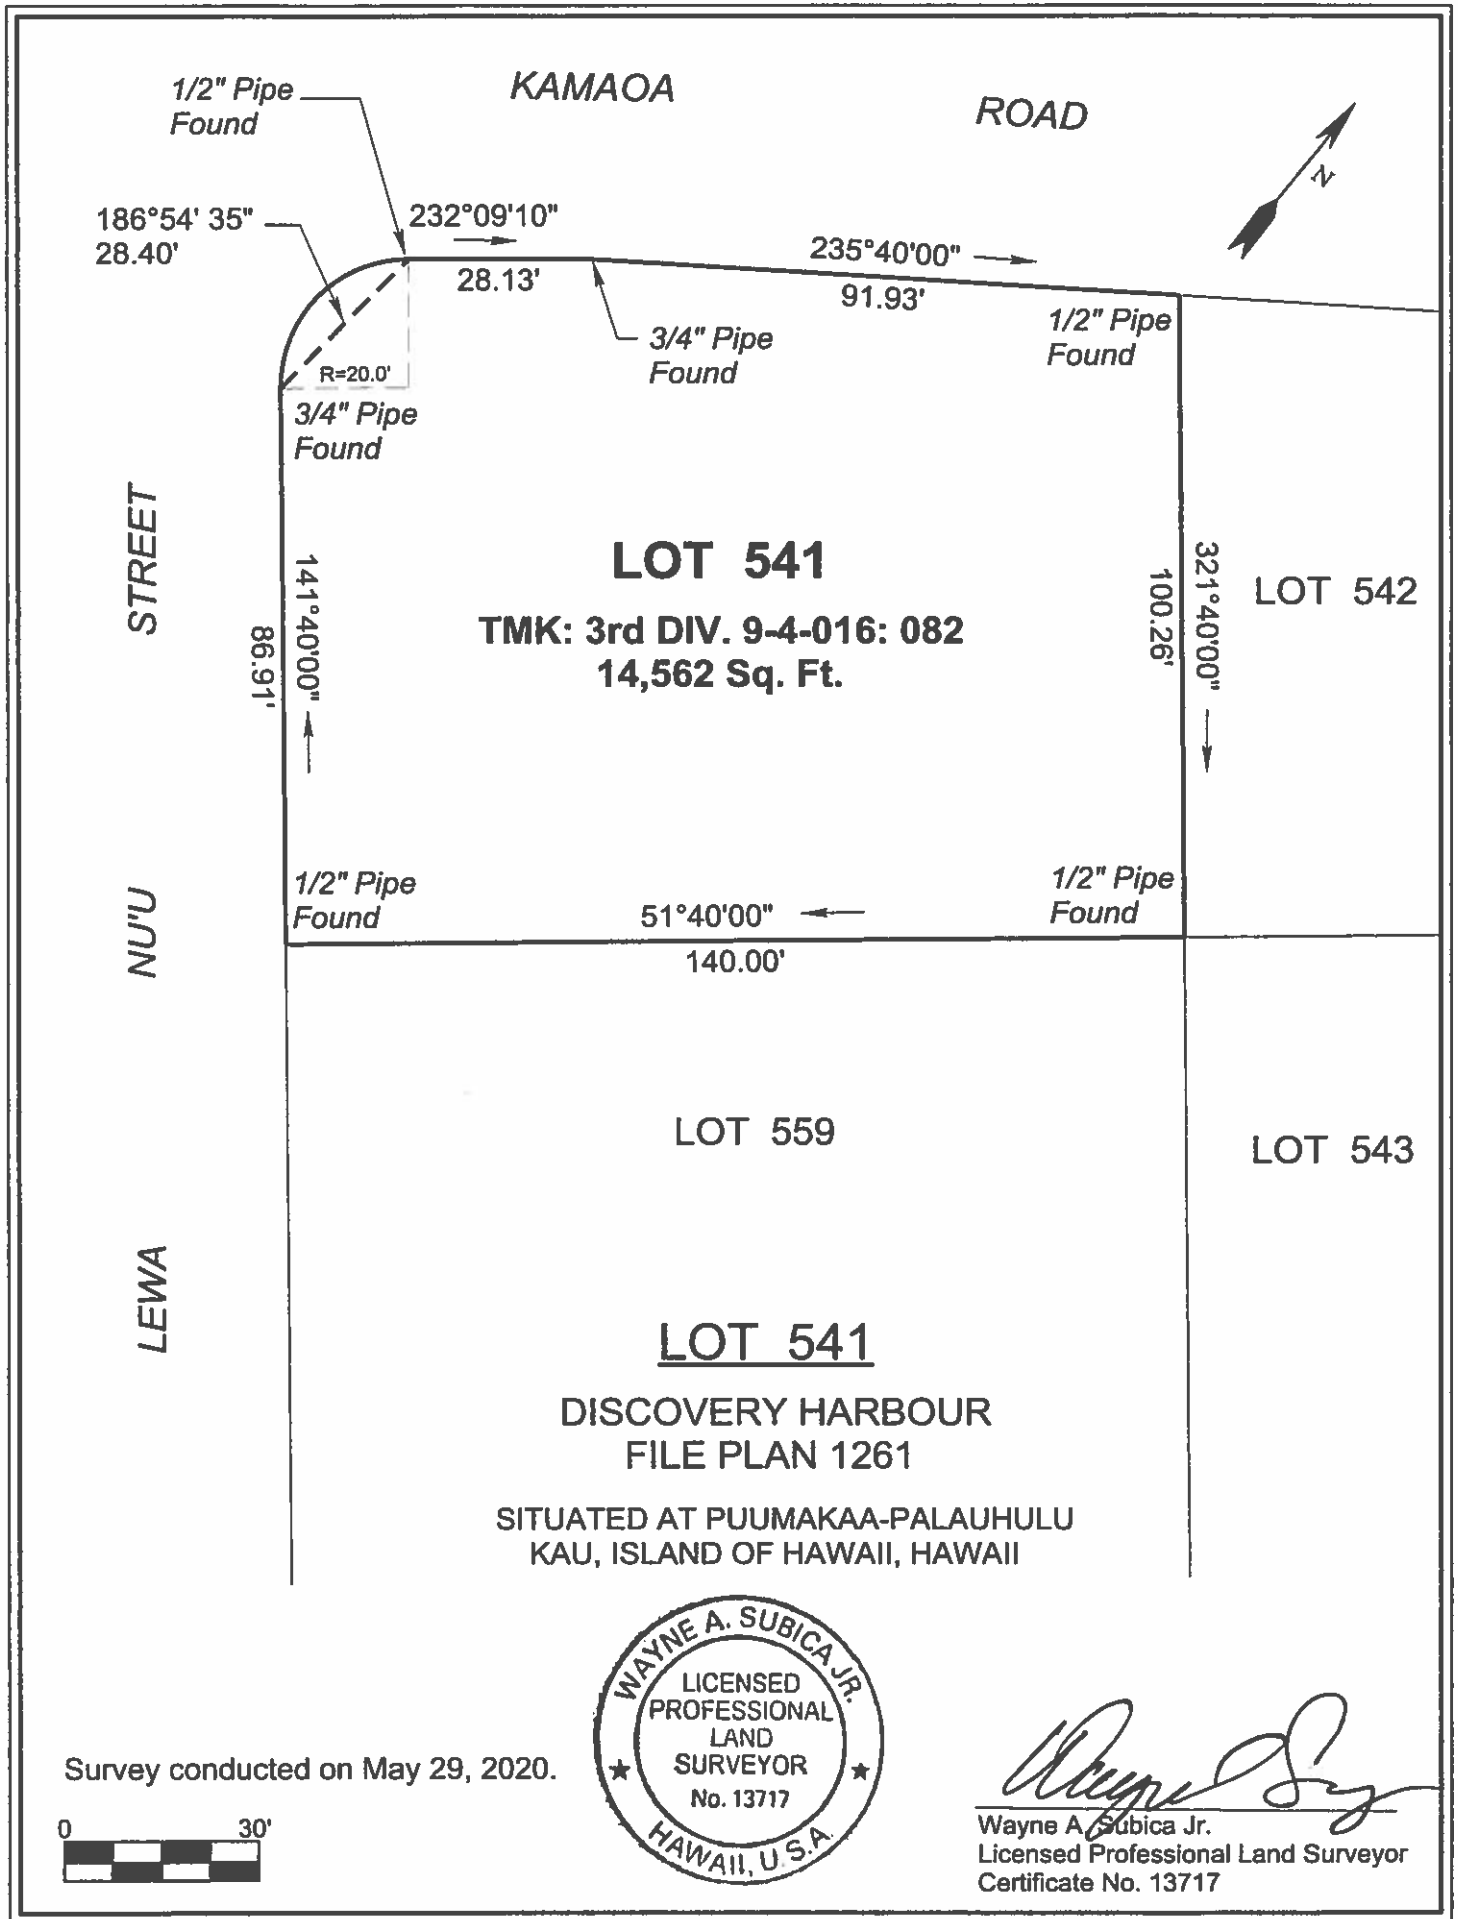 KAMAOA ROAD
1/2" Pipe
Found
N
186°54' 35"
28.40'
232°09'10"
28.13'
235°40'00"
91.93'
3/4" Pipe
Found
1/2" Pipe
Found
R=20.0'
3/4" Pipe
Found
LEWA NU'U STREET
141°40'00"
86.91'
LOT 541
TMK: 3rd DIV. 9-4-016: 082
14,562 Sq. Ft.
321°40'00"
100.26'
LOT 542
1/2" Pipe
Found
51°40'00"
140.00'
1/2" Pipe
Found
LOT 559
LOT 543
LOT 541
DISCOVERY HARBOUR
FILE PLAN 1261
SITUATED AT PUUMAKAA-PALAUHULU
KAU, ISLAND OF HAWAII, HAWAII
WAYNE A. SUBICA JR.
LICENSED
PROFESSIONAL
LAND
SURVEYOR
No. 13717
HAWAII, U.S.A.
Survey conducted on May 29, 2020.
0 30'
Wayne A. Subica Jr.
Licensed Professional Land Surveyor
Certificate No. 13717